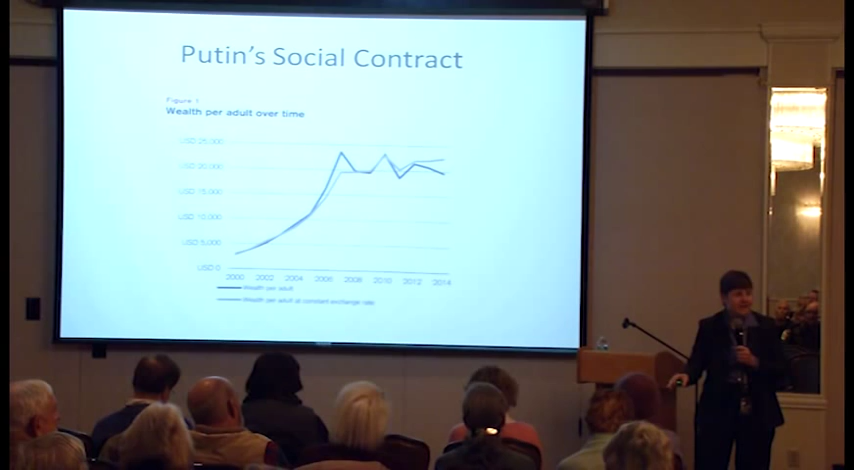 Putin's Social Contract
Figure 1
Wealth per adult over time
USD 25,000
USD 20,000
USD 15,000
USD 10,000
USD 5,000
USD 0
2000 2002 2004 2006 2008 2010 2012 2014
Wealth per adult
Wealth per adult at constant exchange rate